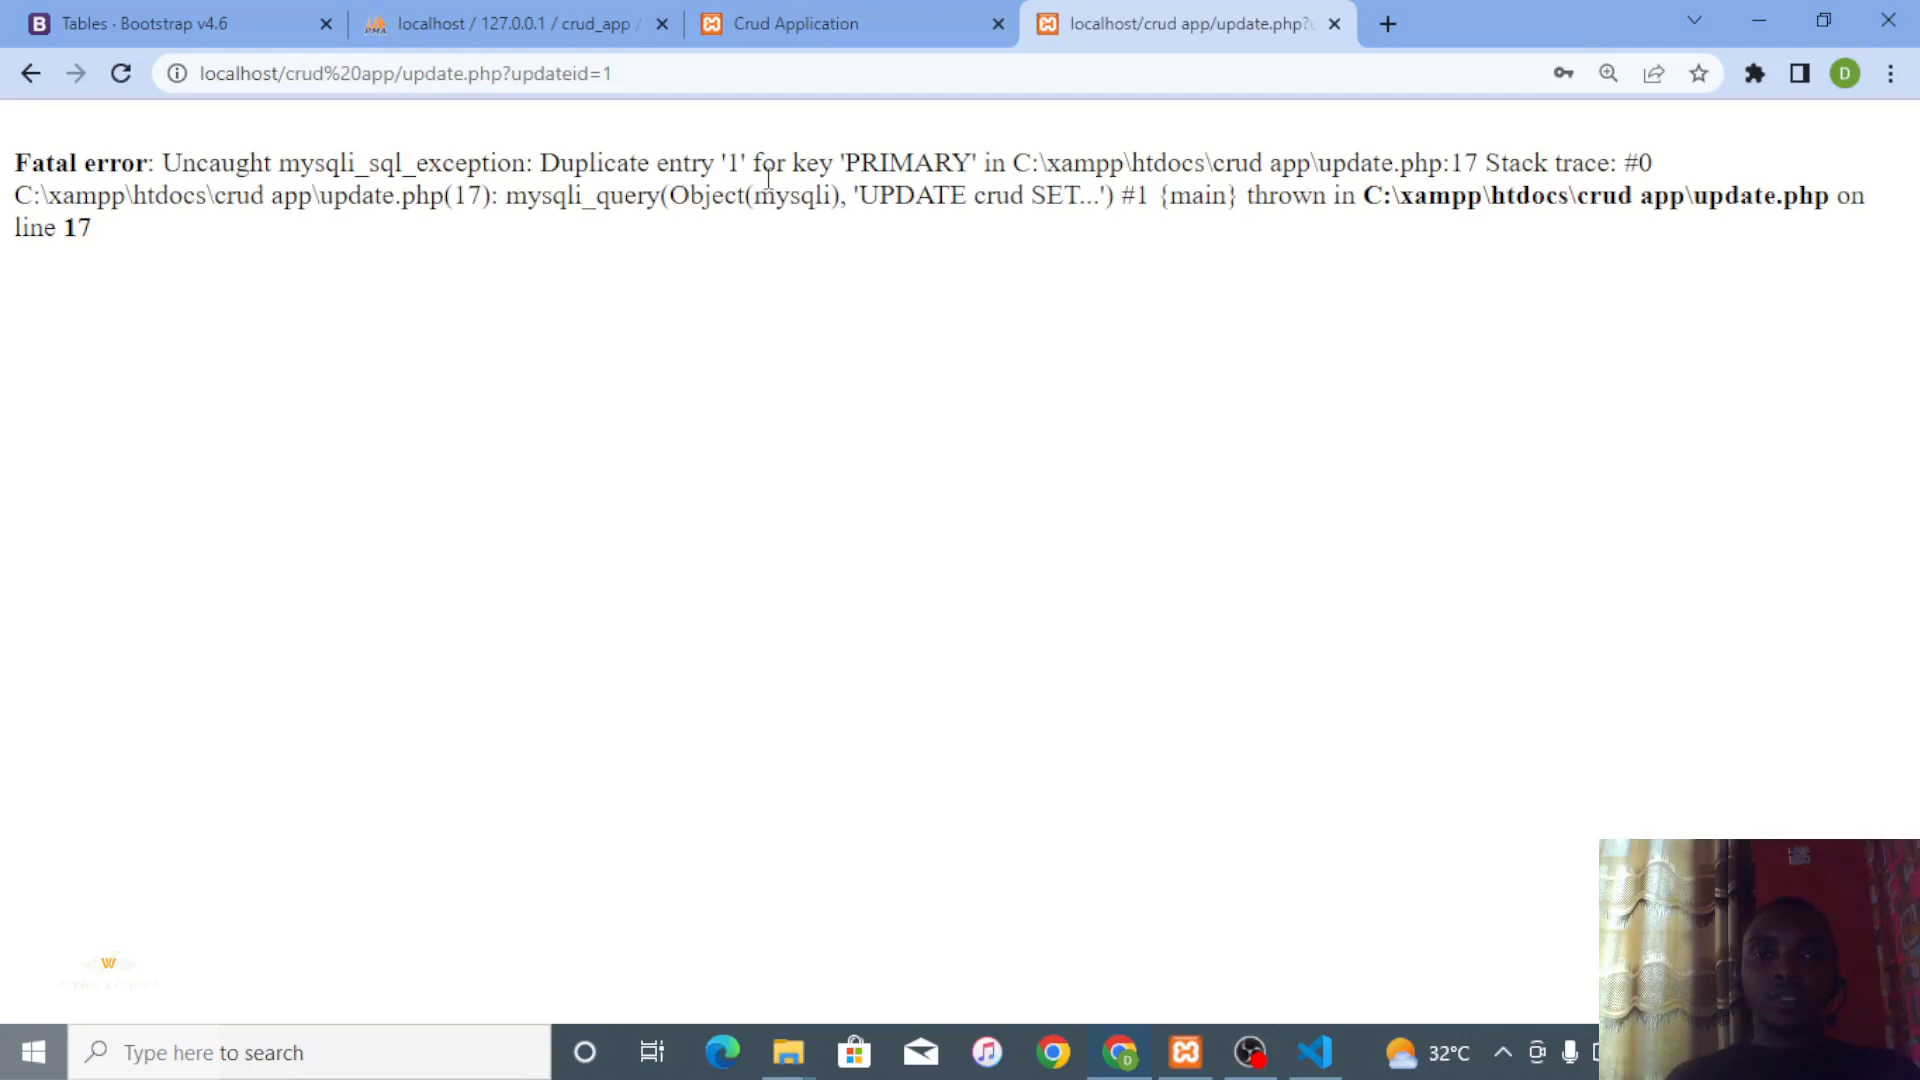 Tables · Bootstrap v4.6
localhost / 127.0.0.1 / crud_app /
Crud Application
localhost/crud app/update.php?u
localhost/crud%20app/update.php?updateid=1
D
Fatal error: Uncaught mysqli_sql_exception: Duplicate entry '1' for key 'PRIMARY' in C:\xampp\htdocs\crud app\update.php:17 Stack trace: #0
C:\xampp\htdocs\crud app\update.php(17): mysqli_query(Object(mysqli), 'UPDATE crud SET...') #1 {main} thrown in C:\xampp\htdocs\crud app\update.php on
line 17
W
Type here to search
32°C